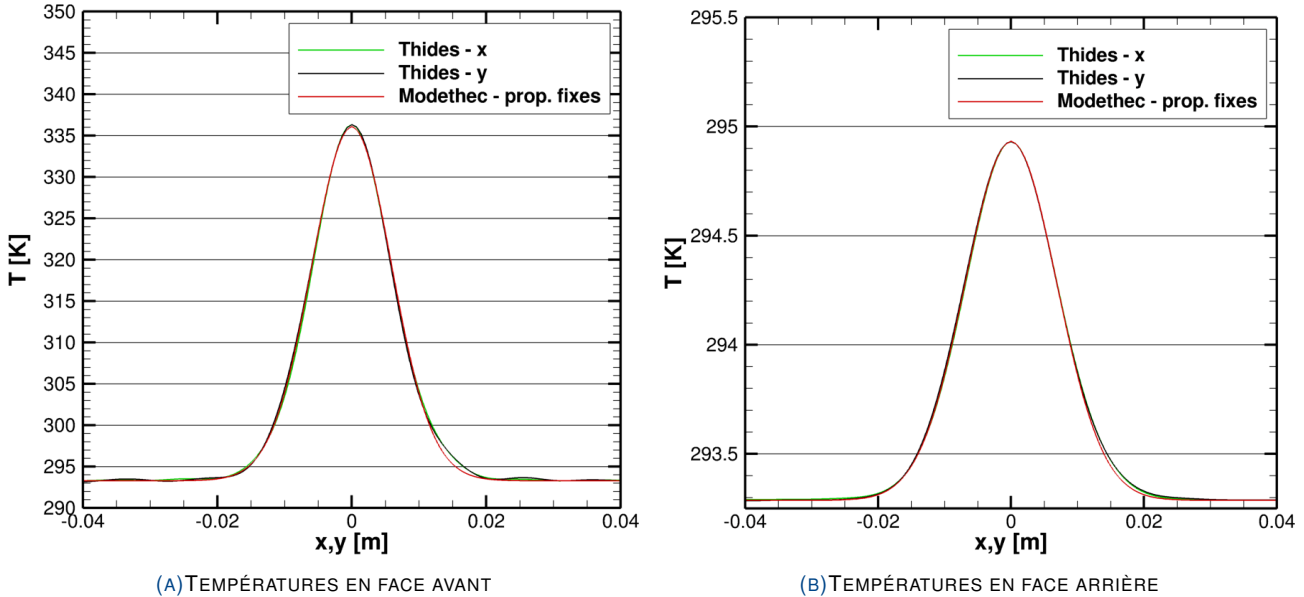 350
345
340
335
330
325
320
315
310
305
300
295
290
T [K]
-0.04
-0.02
0
0.02
0.04
x,y [m]
Thides - x
Thides - y
Modethec - prop. fixes
(A) TEMPÉRATURES EN FACE AVANT
295.5
295
294.5
294
293.5
T [K]
-0.04
-0.02
0
0.02
0.04
x,y [m]
Thides - x
Thides - y
Modethec - prop. fixes
(B) TEMPÉRATURES EN FACE ARRIÈRE